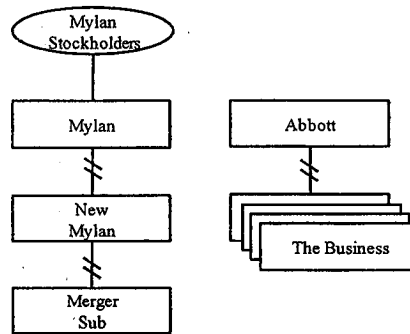 Mylan
Stockholders
Mylan
Abbott
New
Mylan
The Business
Merger
Sub